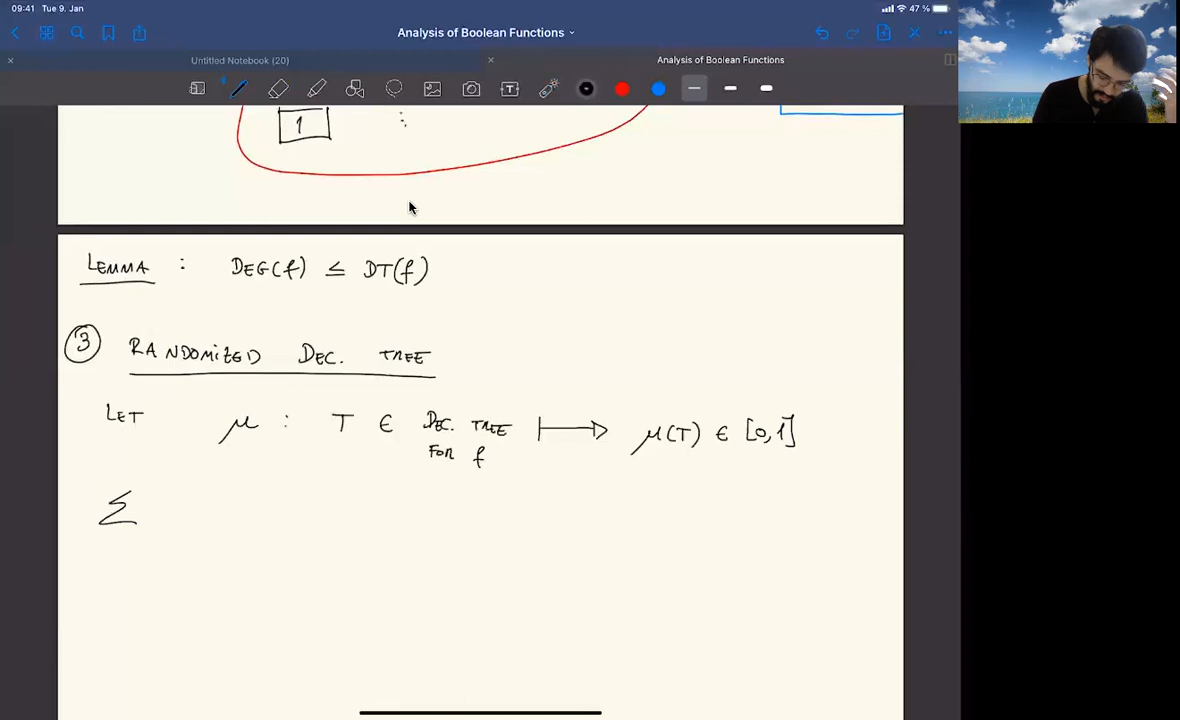 09:41 Tue 9. Jan
47 %
Analysis of Boolean Functions
Untitled Notebook (20)
Analysis of Boolean Functions
1
LEMMA : DEG(f) ≤ DT(f)
③ RANDOMIZED DEC. TREE
LET μ : T ∈ DEC. TREE ⟼ μ(T) ∈ [0,1]
FOR f
Σ